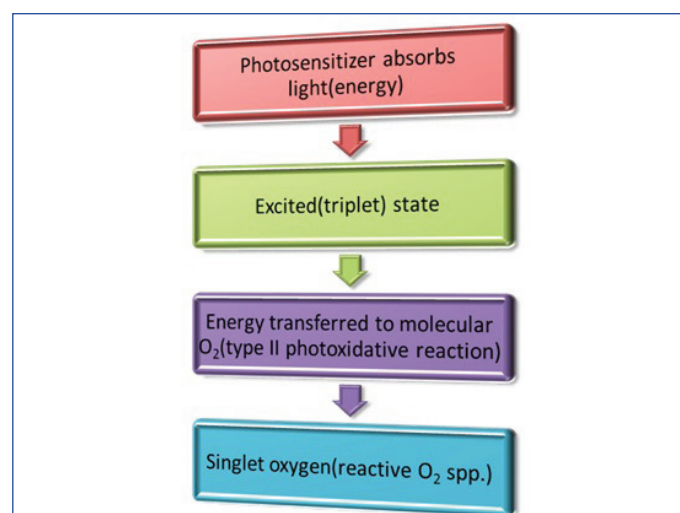 Photosensitizer absorbs
light(energy)
Excited(triplet) state
Energy transferred to molecular
O₂(type II photoxidative reaction)
Singlet oxygen(reactive O₂ spp.)